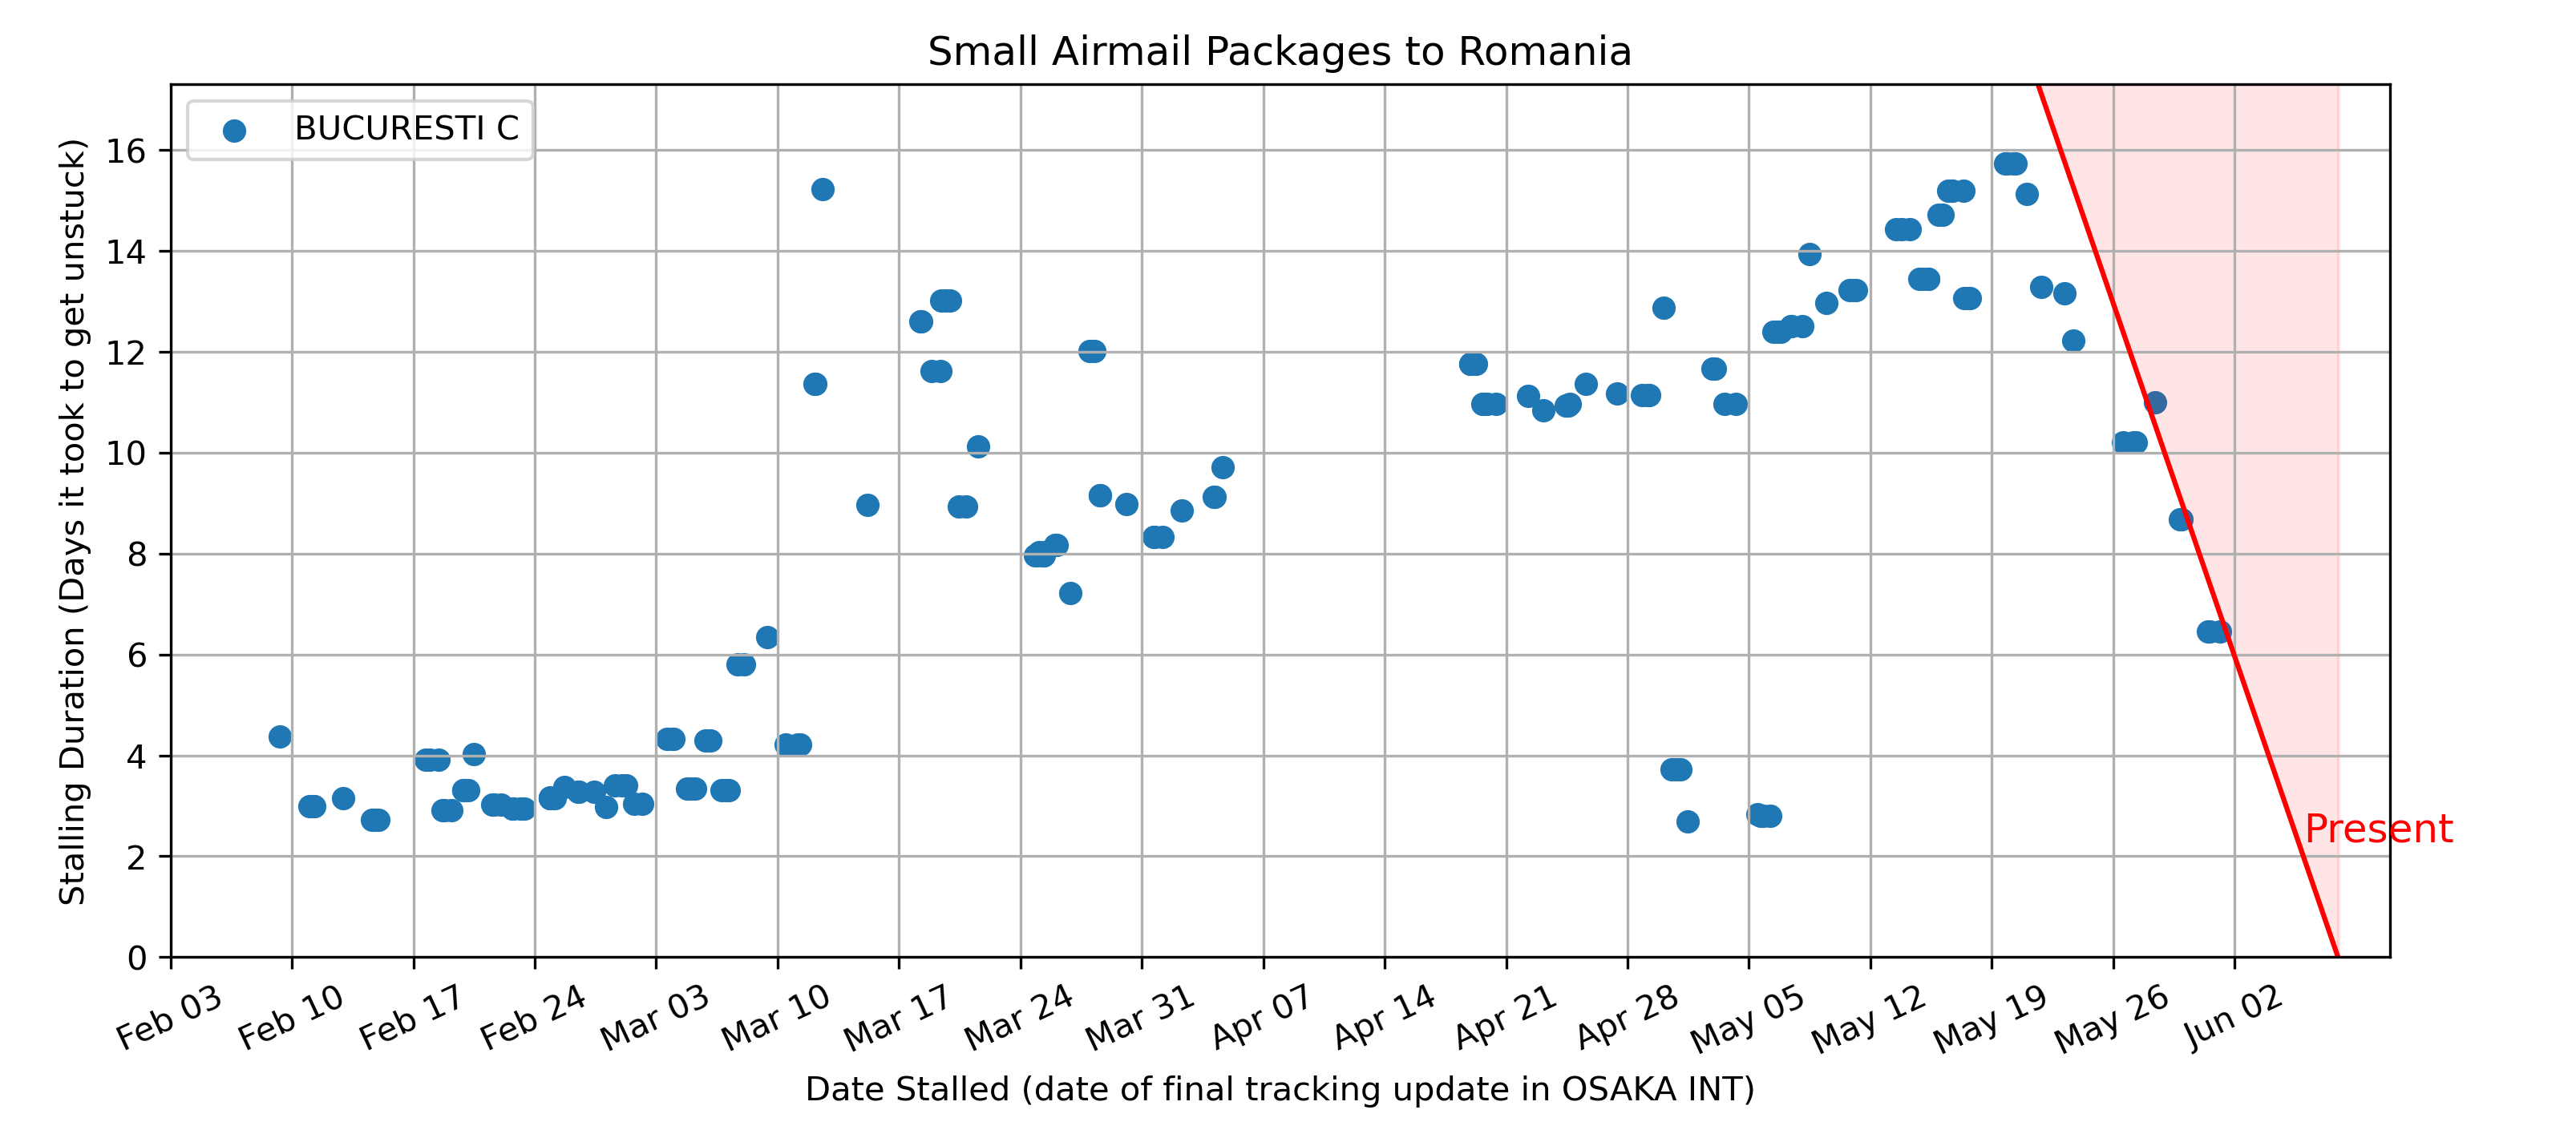 Small Airmail Packages to Romania
BUCURESTI C
Stalling Duration (Days it took to get unstuck)
16
14
12
10
8
6
4
2
0
Present
Feb 03
Feb 10
Feb 17
Feb 24
Mar 03
Mar 10
Mar 17
Mar 24
Mar 31
Apr 07
Apr 14
Apr 21
Apr 28
May 05
May 12
May 19
May 26
Jun 02
Date Stalled (date of final tracking update in OSAKA INT)